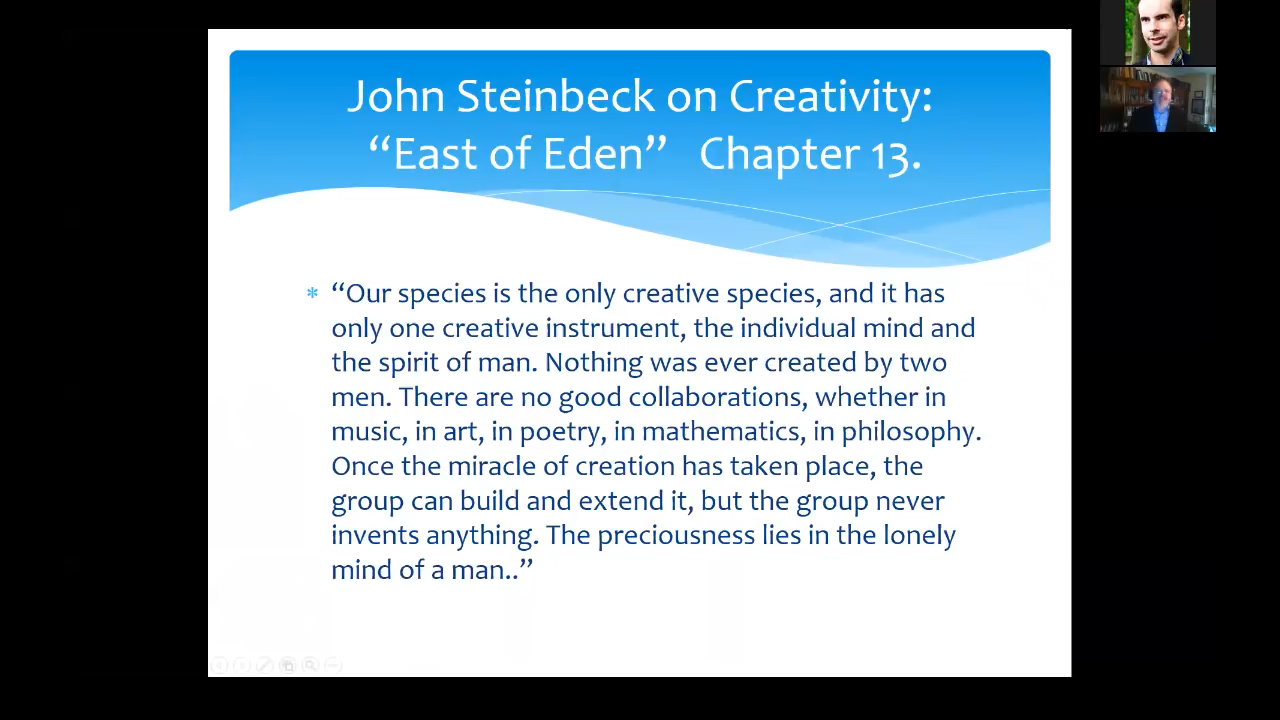 John Steinbeck on Creativity:
“East of Eden” Chapter 13.
* “Our species is the only creative species, and it has
only one creative instrument, the individual mind and
the spirit of man. Nothing was ever created by two
men. There are no good collaborations, whether in
music, in art, in poetry, in mathematics, in philosophy.
Once the miracle of creation has taken place, the
group can build and extend it, but the group never
invents anything. The preciousness lies in the lonely
mind of a man..”